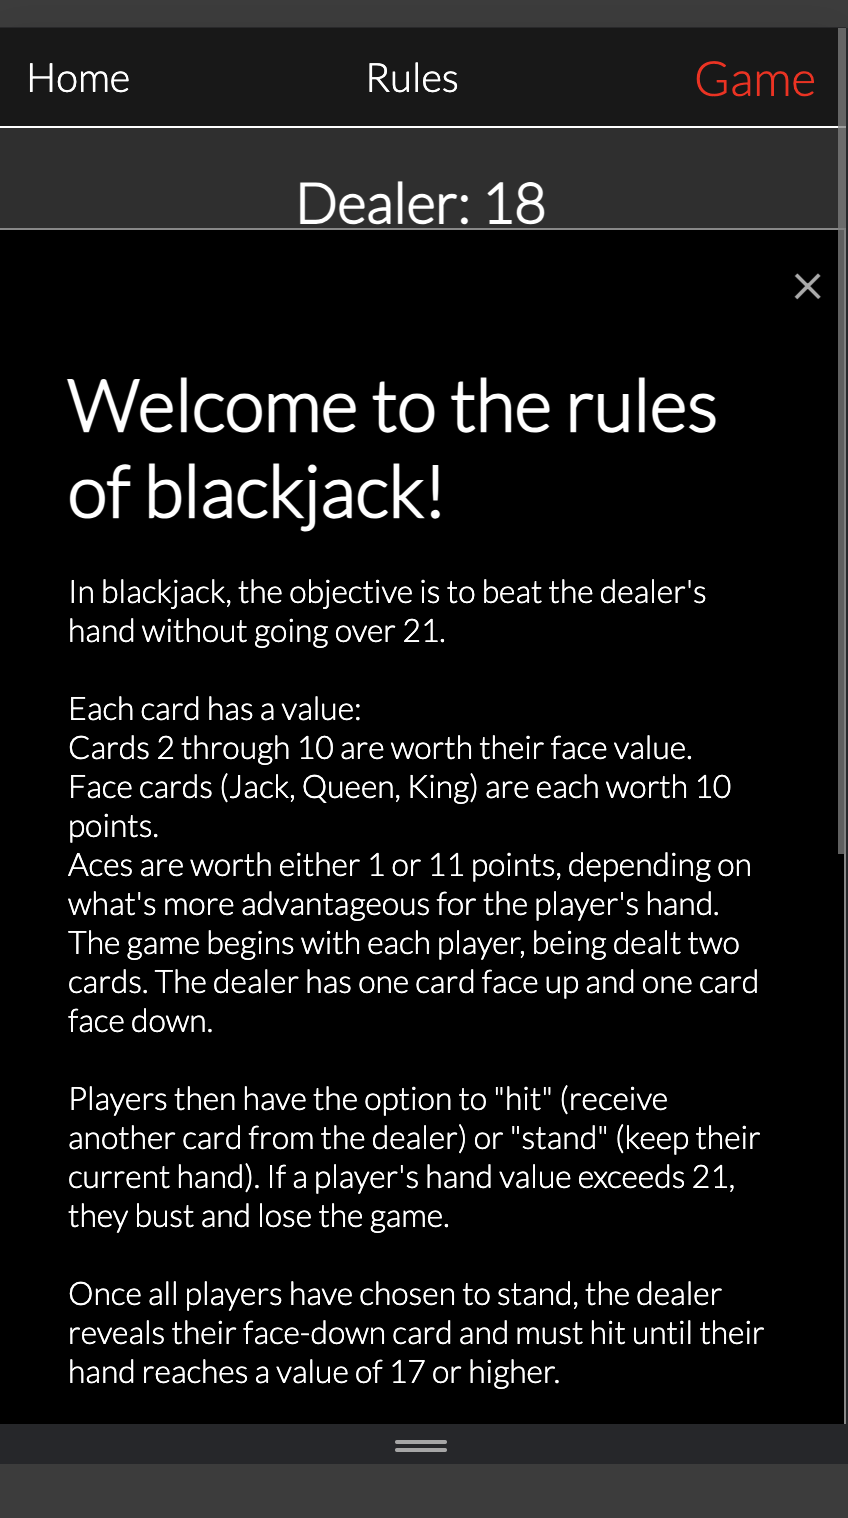 Home Rules Game
Dealer: 18
Welcome to the rules
of blackjack!
In blackjack, the objective is to beat the dealer's
hand without going over 21.
Each card has a value:
Cards 2 through 10 are worth their face value.
Face cards (Jack, Queen, King) are each worth 10
points.
Aces are worth either 1 or 11 points, depending on
what's more advantageous for the player's hand.
The game begins with each player, being dealt two
cards. The dealer has one card face up and one card
face down.
Players then have the option to "hit" (receive
another card from the dealer) or "stand" (keep their
current hand). If a player's hand value exceeds 21,
they bust and lose the game.
Once all players have chosen to stand, the dealer
reveals their face-down card and must hit until their
hand reaches a value of 17 or higher.